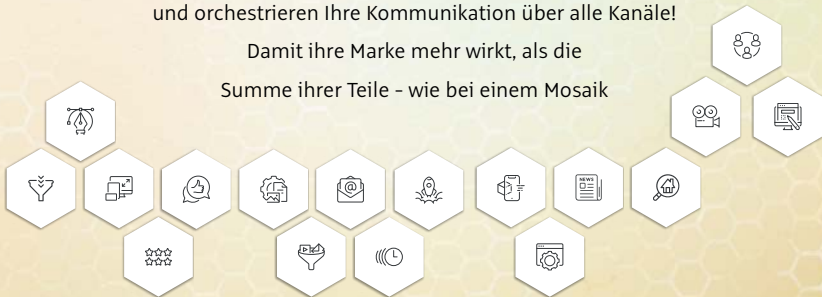 und orchestrieren Ihre Kommunikation über alle Kanäle!
Damit ihre Marke mehr wirkt, als die
Summe ihrer Teile - wie bei einem Mosaik
NEWS